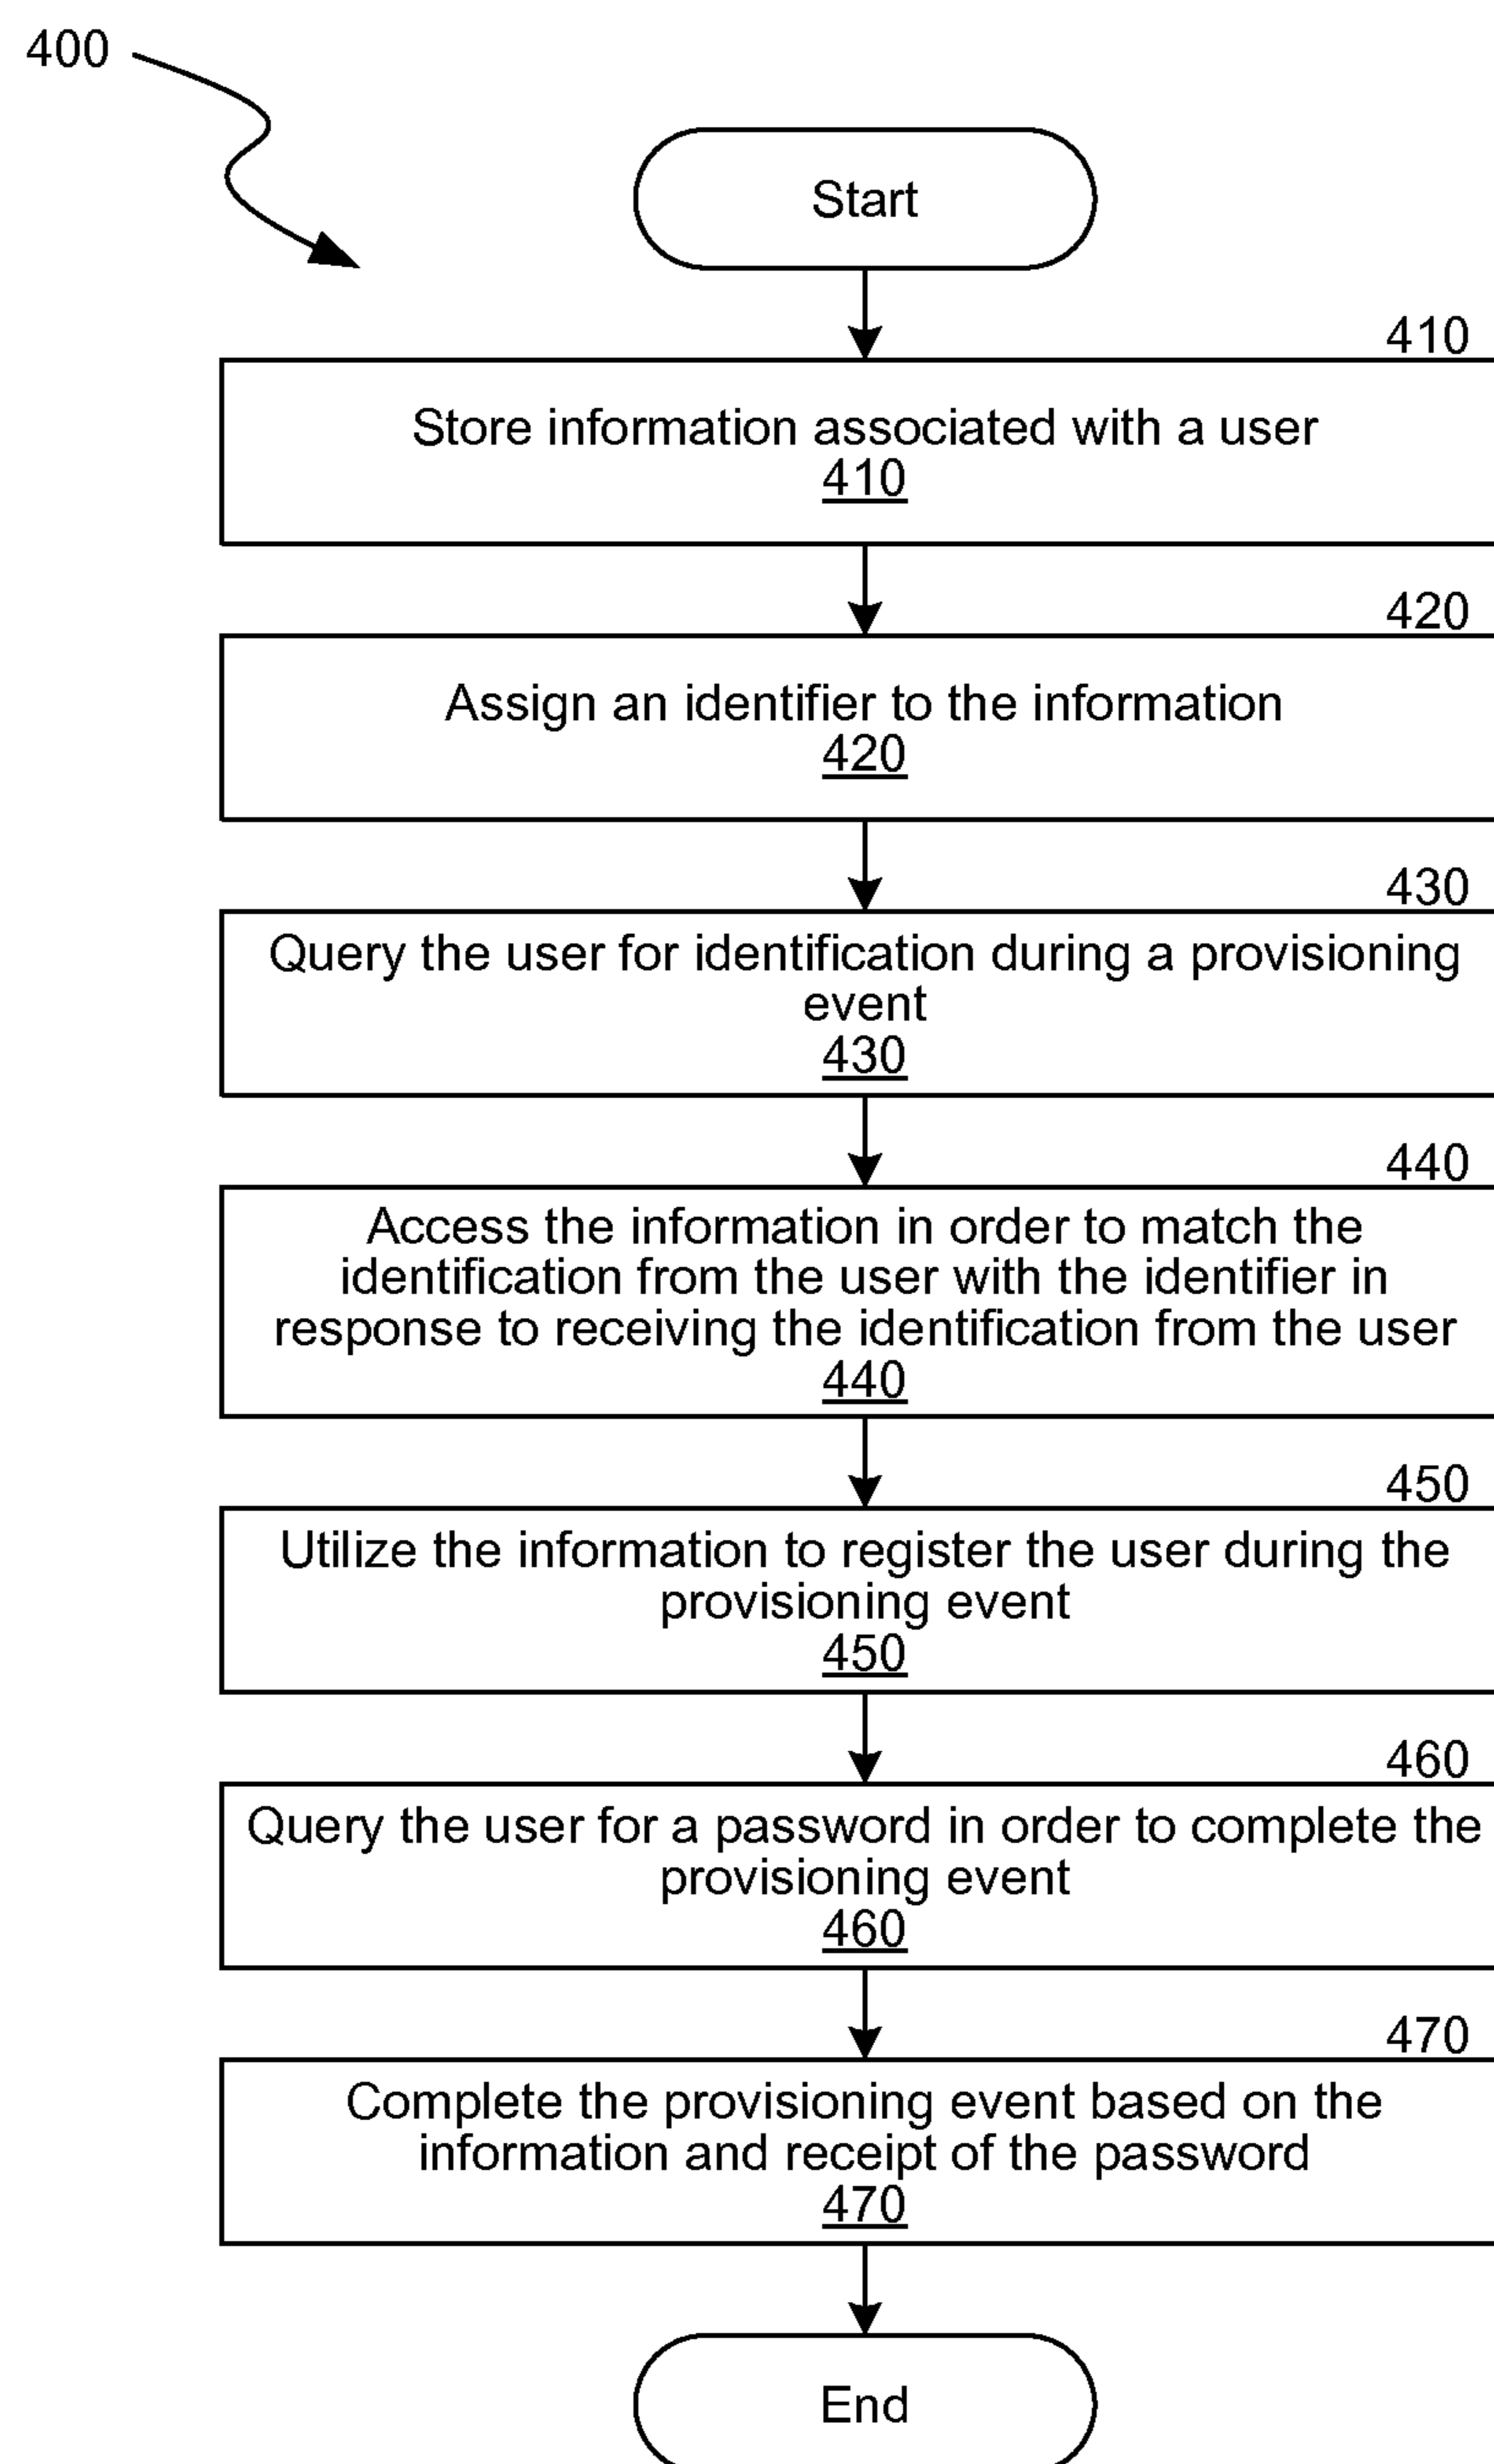 400
Start
410
Store information associated with a user
410
420
Assign an identifier to the information
420
430
Query the user for identification during a provisioning
event
430
440
Access the information in order to match the
identification from the user with the identifier in
response to receiving the identification from the user
440
450
Utilize the information to register the user during the
provisioning event
450
460
Query the user for a password in order to complete the
provisioning event
460
470
Complete the provisioning event based on the
information and receipt of the password
470
End